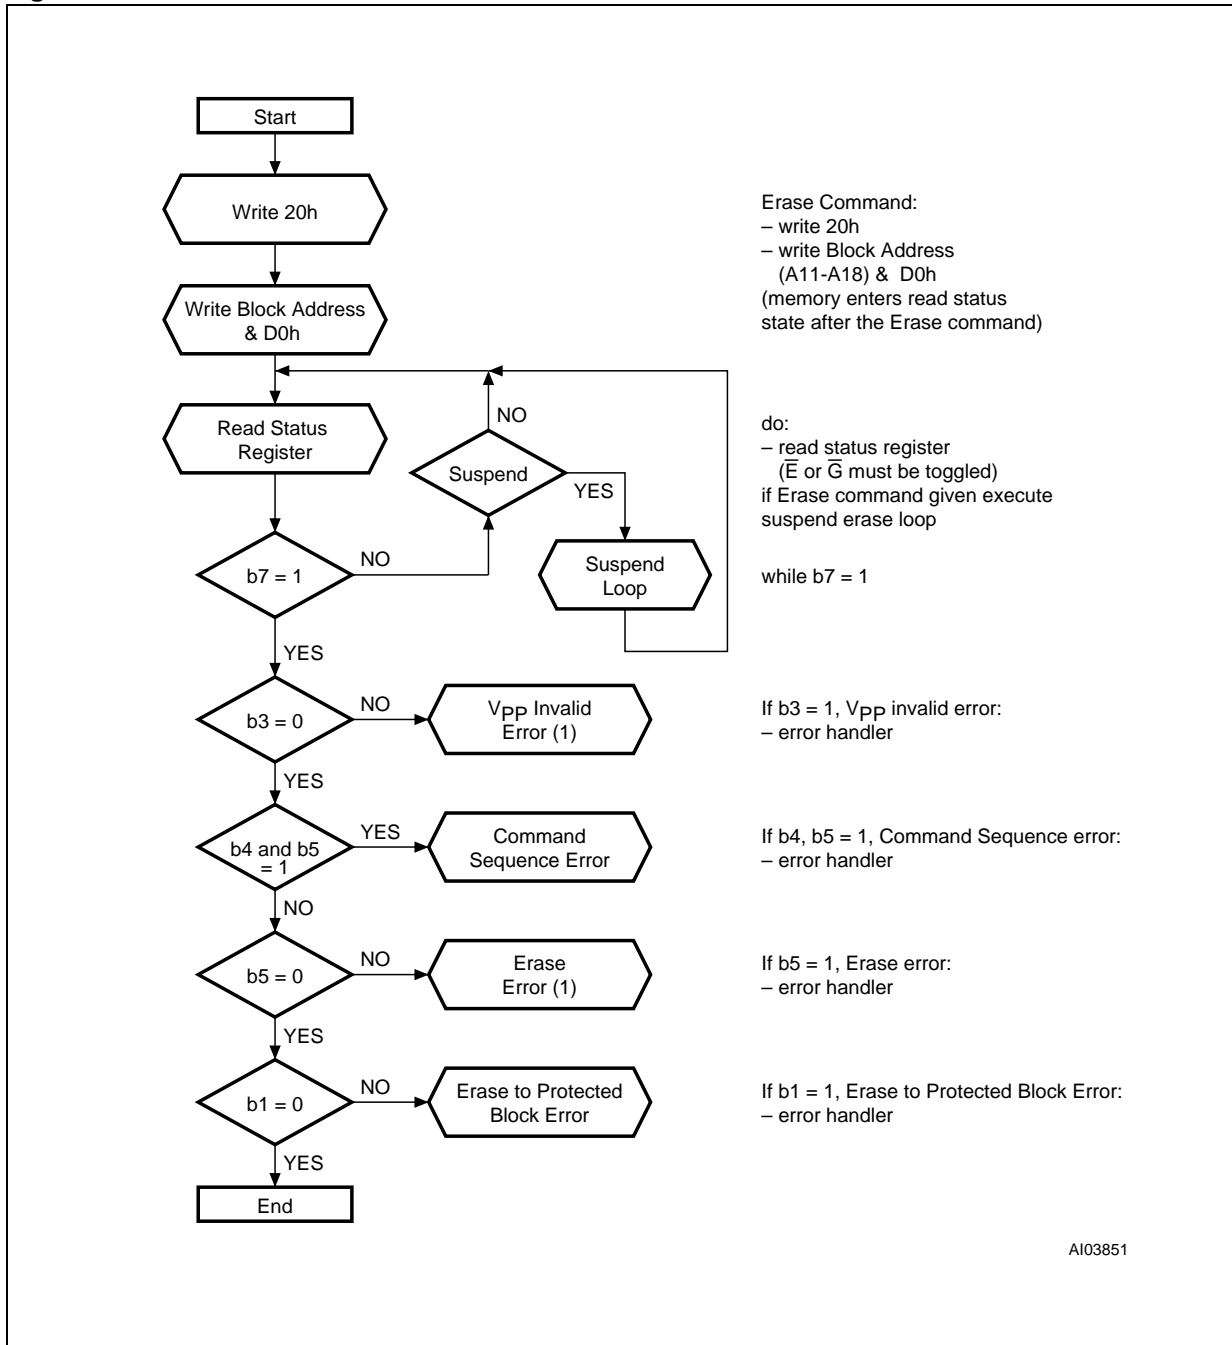 Start
Write 20h
Erase Command:
– write 20h
– write Block Address
(A11-A18) & D0h
(memory enters read status
state after the Erase command)
Write Block Address
& D0h
NO
Read Status
Register
Suspend
YES
do:
– read status register
(E̅ or G̅ must be toggled)
if Erase command given execute
suspend erase loop
b7 = 1
NO
Suspend
Loop
while b7 = 1
YES
b3 = 0
NO
VPP Invalid
Error (1)
If b3 = 1, VPP invalid error:
– error handler
YES
b4 and b5
= 1
YES
Command
Sequence Error
If b4, b5 = 1, Command Sequence error:
– error handler
NO
b5 = 0
NO
Erase
Error (1)
If b5 = 1, Erase error:
– error handler
YES
b1 = 0
NO
Erase to Protected
Block Error
If b1 = 1, Erase to Protected Block Error:
– error handler
YES
End
AI03851